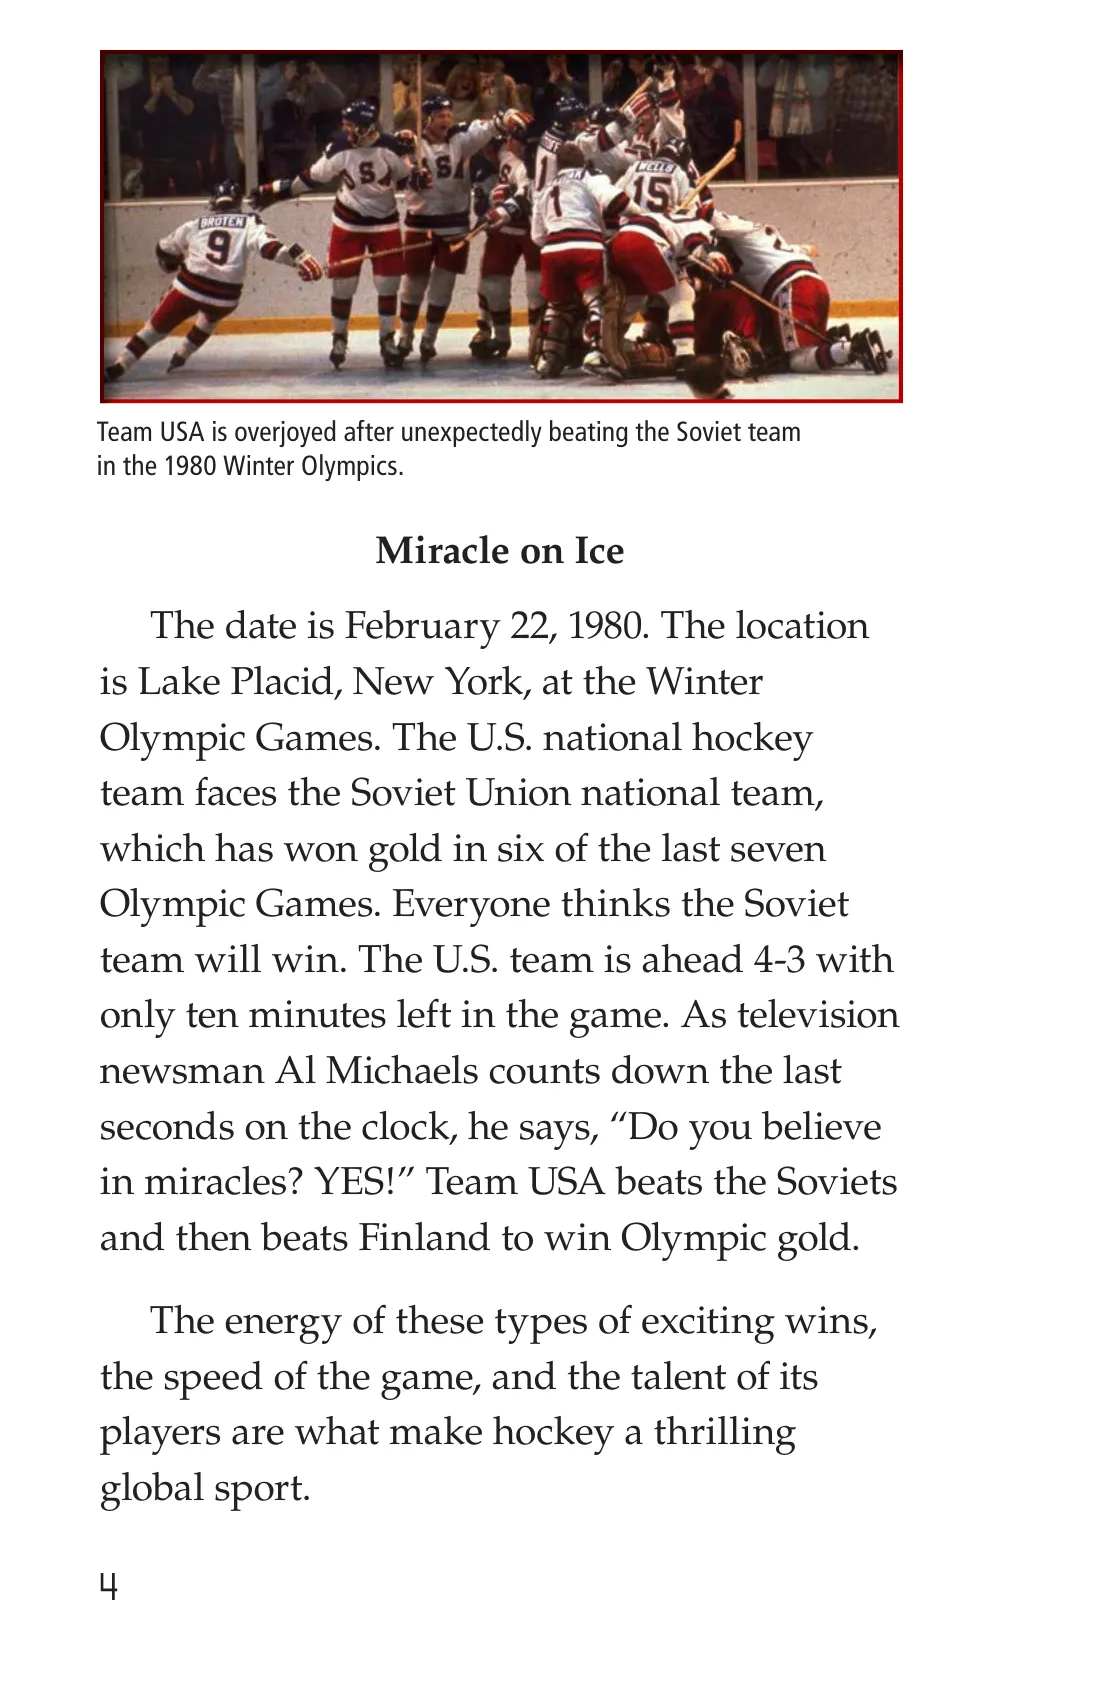 BROTEN
9
S
S
1
1
WELLS
15
Team USA is overjoyed after unexpectedly beating the Soviet team
in the 1980 Winter Olympics.
Miracle on Ice
The date is February 22, 1980. The location
is Lake Placid, New York, at the Winter
Olympic Games. The U.S. national hockey
team faces the Soviet Union national team,
which has won gold in six of the last seven
Olympic Games. Everyone thinks the Soviet
team will win. The U.S. team is ahead 4-3 with
only ten minutes left in the game. As television
newsman Al Michaels counts down the last
seconds on the clock, he says, “Do you believe
in miracles? YES!” Team USA beats the Soviets
and then beats Finland to win Olympic gold.
The energy of these types of exciting wins,
the speed of the game, and the talent of its
players are what make hockey a thrilling
global sport.
4